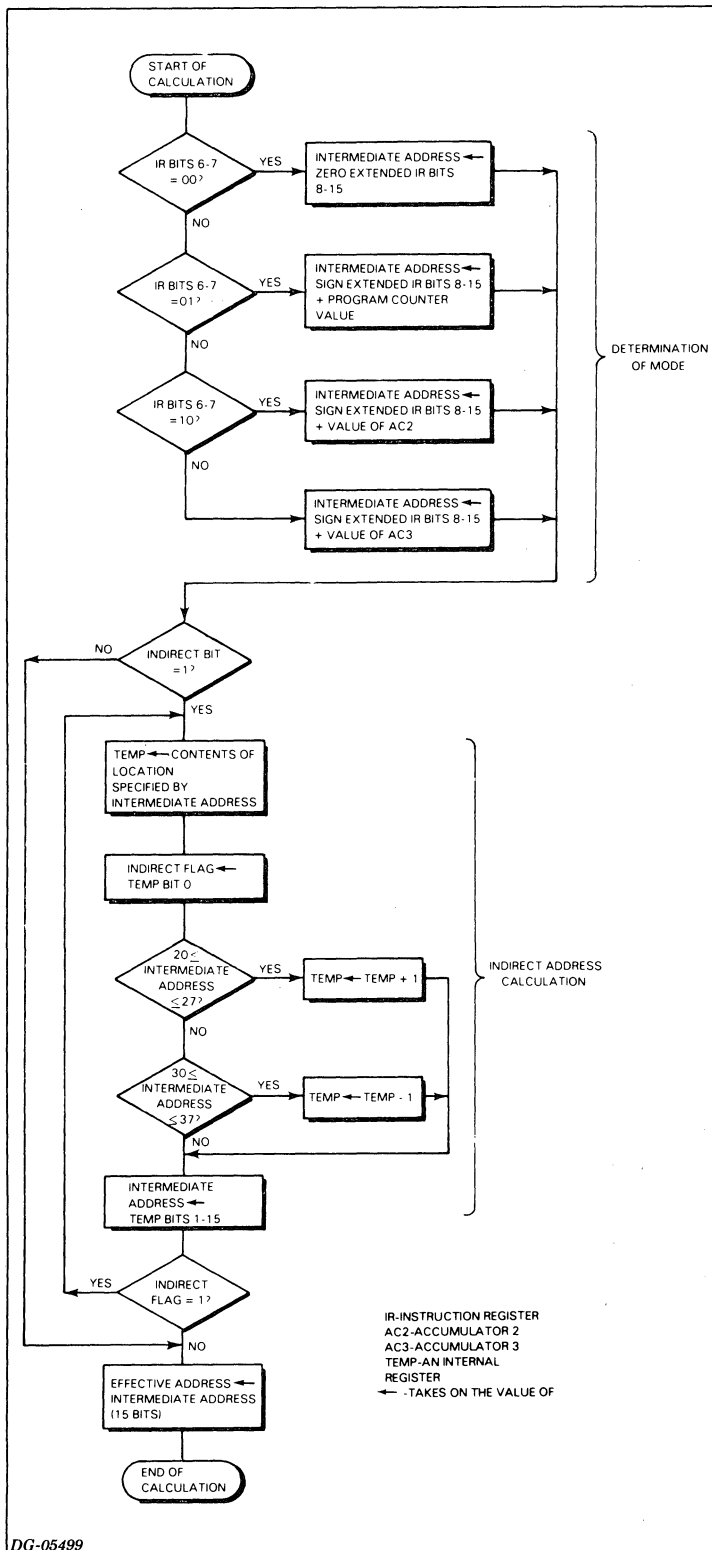 START OF
CALCULATION
IR BITS 6-7
= 00?
YES
INTERMEDIATE ADDRESS ←
ZERO EXTENDED IR BITS
8-15
NO
IR BITS 6-7
=01?
YES
INTERMEDIATE ADDRESS ←
SIGN EXTENDED IR BITS 8-15
+ PROGRAM COUNTER
VALUE
NO
DETERMINATION
OF MODE
IR BITS 6-7
=10?
YES
INTERMEDIATE ADDRESS ←
SIGN EXTENDED IR BITS 8-15
+ VALUE OF AC2
NO
INTERMEDIATE ADDRESS ←
SIGN EXTENDED IR BITS 8-15
+ VALUE OF AC3
NO
INDIRECT BIT
=1?
YES
TEMP ← CONTENTS OF
LOCATION
SPECIFIED BY
INTERMEDIATE ADDRESS
INDIRECT FLAG ←
TEMP BIT 0
20≤
INTERMEDIATE
ADDRESS
≤27?
YES
TEMP ← TEMP + 1
NO
INDIRECT ADDRESS
CALCULATION
30≤
INTERMEDIATE
ADDRESS
≤37?
YES
TEMP ← TEMP - 1
NO
INTERMEDIATE
ADDRESS ←
TEMP BITS 1-15
YES
INDIRECT
FLAG = 1?
NO
IR-INSTRUCTION REGISTER
AC2-ACCUMULATOR 2
AC3-ACCUMULATOR 3
TEMP-AN INTERNAL
REGISTER
← -TAKES ON THE VALUE OF
EFFECTIVE ADDRESS ←
INTERMEDIATE ADDRESS
(15 BITS)
END OF
CALCULATION
DG-05499